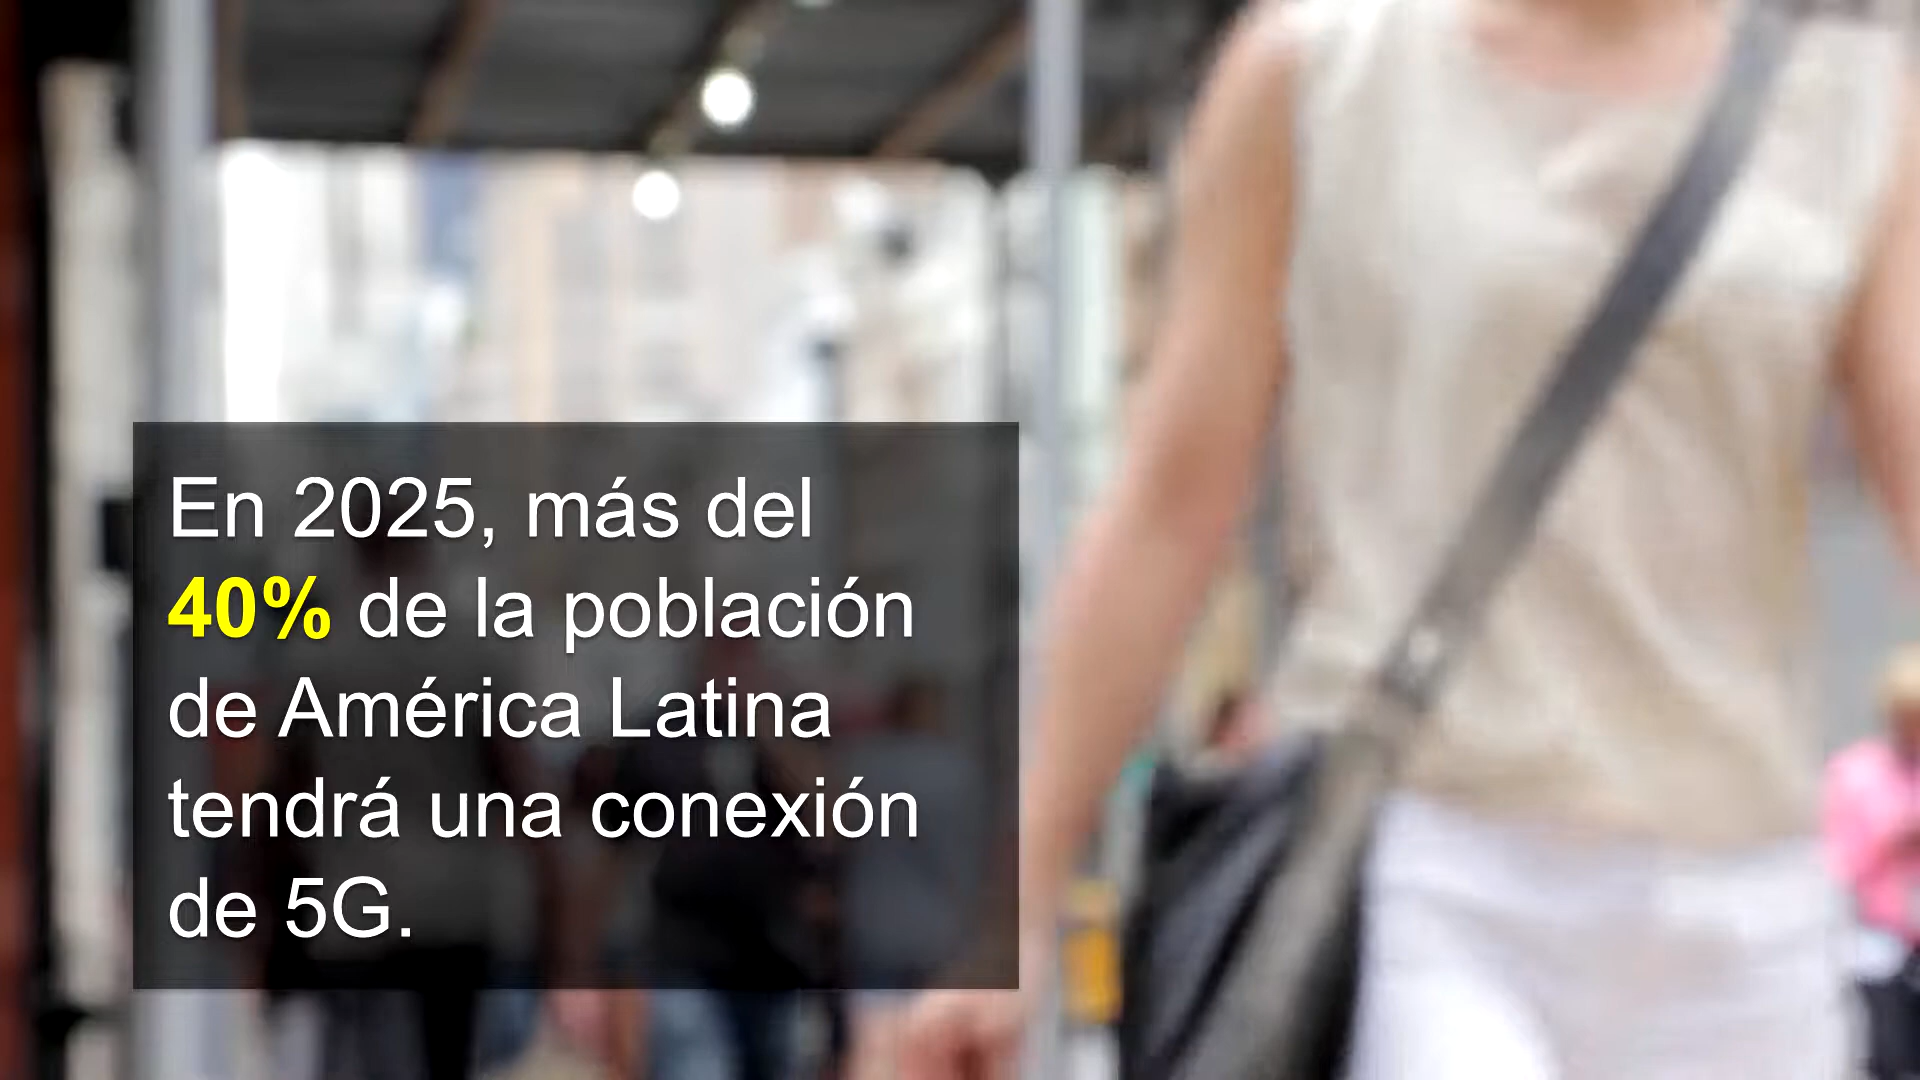 En 2025, más del
40% de la población
de América Latina
tendrá una conexión
de 5G.